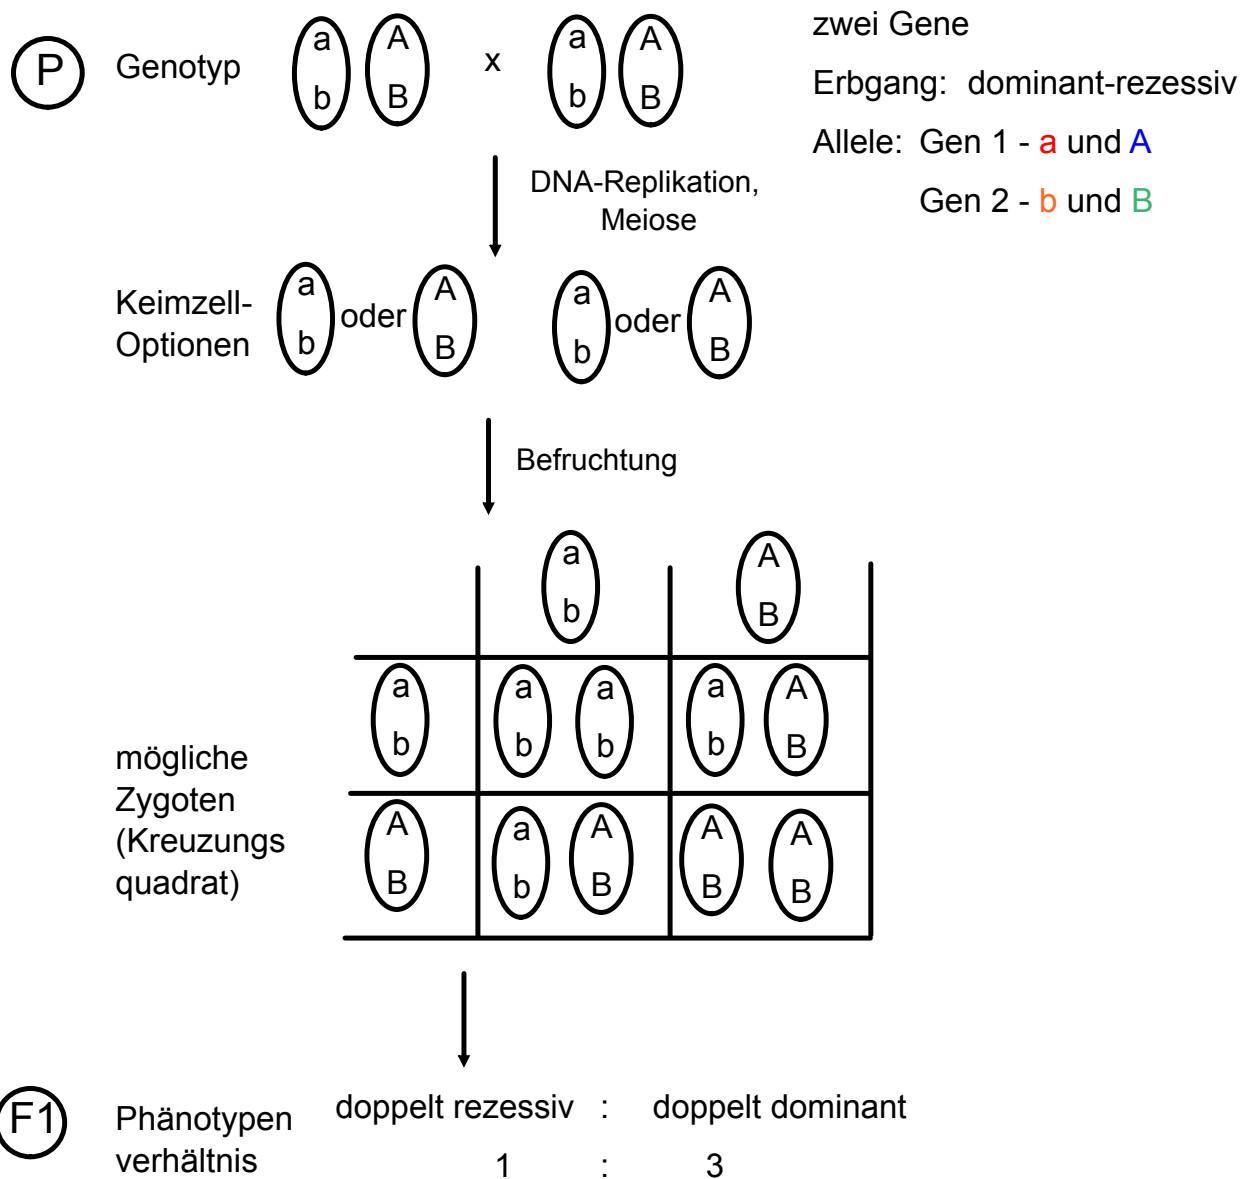 zwei Gene
P Genotyp a A x a A
b B b B
Erbgang: dominant-rezessiv
Allele: Gen 1 - a und A
Gen 2 - b und B
DNA-Replikation,
Meiose
Keimzell-
Optionen
a oder A a oder A
b B b B
Befruchtung
a A
b B
a a a a A
b b b b B
mögliche
Zygoten
(Kreuzungs
quadrat)
A a A A A
B b B B B
F1 Phänotypen
verhältnis
doppelt rezessiv : doppelt dominant
1 : 3